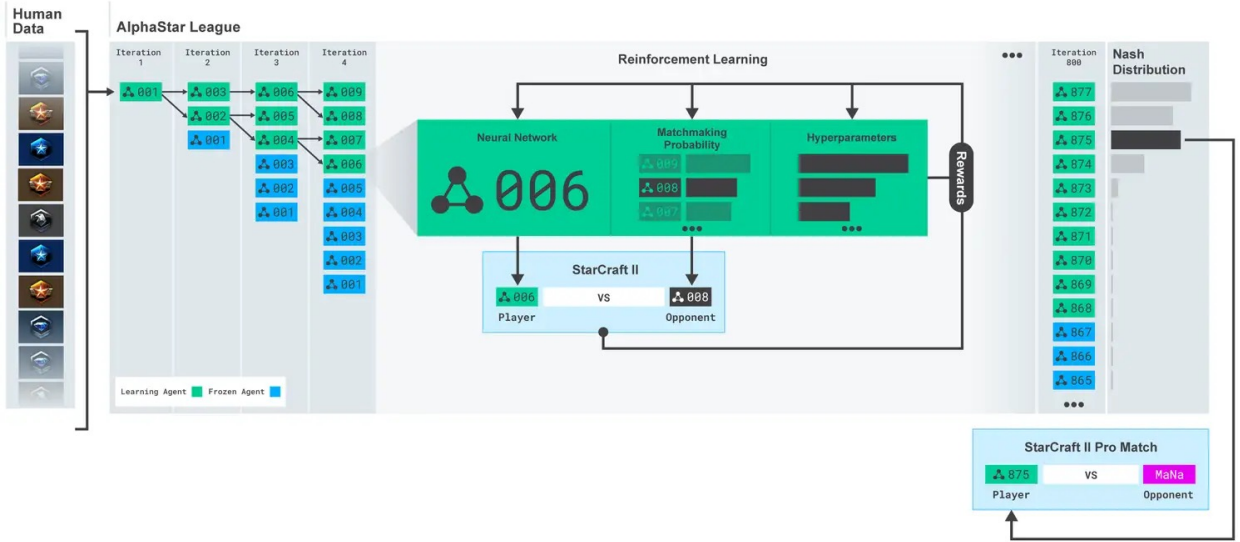 Human
Data
AlphaStar League
Iteration
1
Iteration
2
Iteration
3
Iteration
4
001
003
002
001
006
005
004
003
002
001
009
008
007
006
005
004
003
002
001
Learning Agent
Frozen Agent
Reinforcement Learning
•••
Neural Network
006
Matchmaking
Probability
009
008
007
•••
Hyperparameters
•••
Rewards
StarCraft II
006
VS
008
Player
Opponent
Iteration
800
877
876
875
874
873
872
871
870
869
868
867
866
865
•••
Nash
Distribution
StarCraft II Pro Match
875
VS
MaNa
Player
Opponent